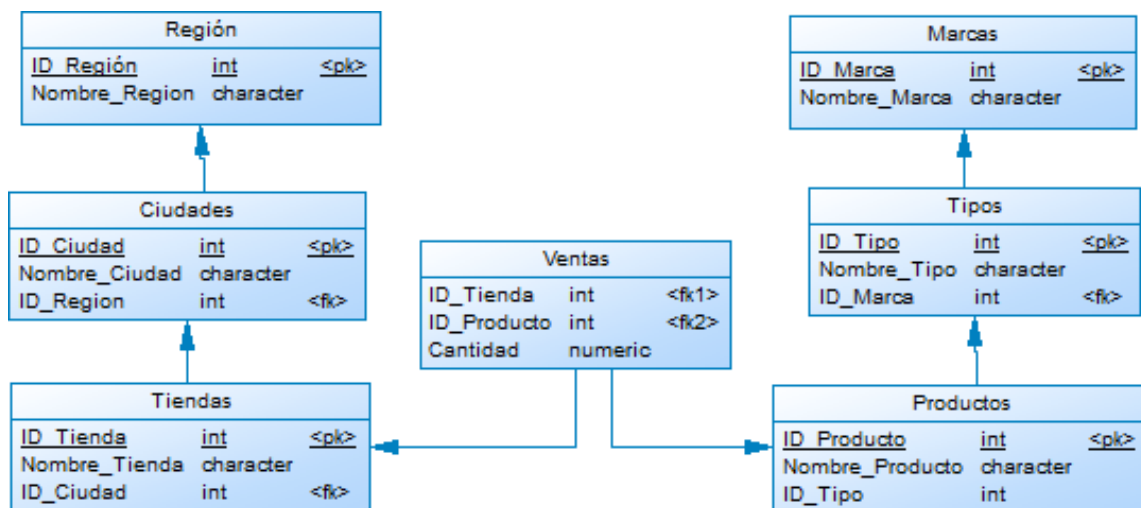 Región
ID_Región int <pk>
Nombre_Region character
Ciudades
ID_Ciudad int <pk>
Nombre_Ciudad character
ID_Region int <fk>
Tiendas
ID_Tienda int <pk>
Nombre_Tienda character
ID_Ciudad int <fk>
Ventas
ID_Tienda int <fk1>
ID_Producto int <fk2>
Cantidad numeric
Marcas
ID_Marca int <pk>
Nombre_Marca character
Tipos
ID_Tipo int <pk>
Nombre_Tipo character
ID_Marca int <fk>
Productos
ID_Producto int <pk>
Nombre_Producto character
ID_Tipo int